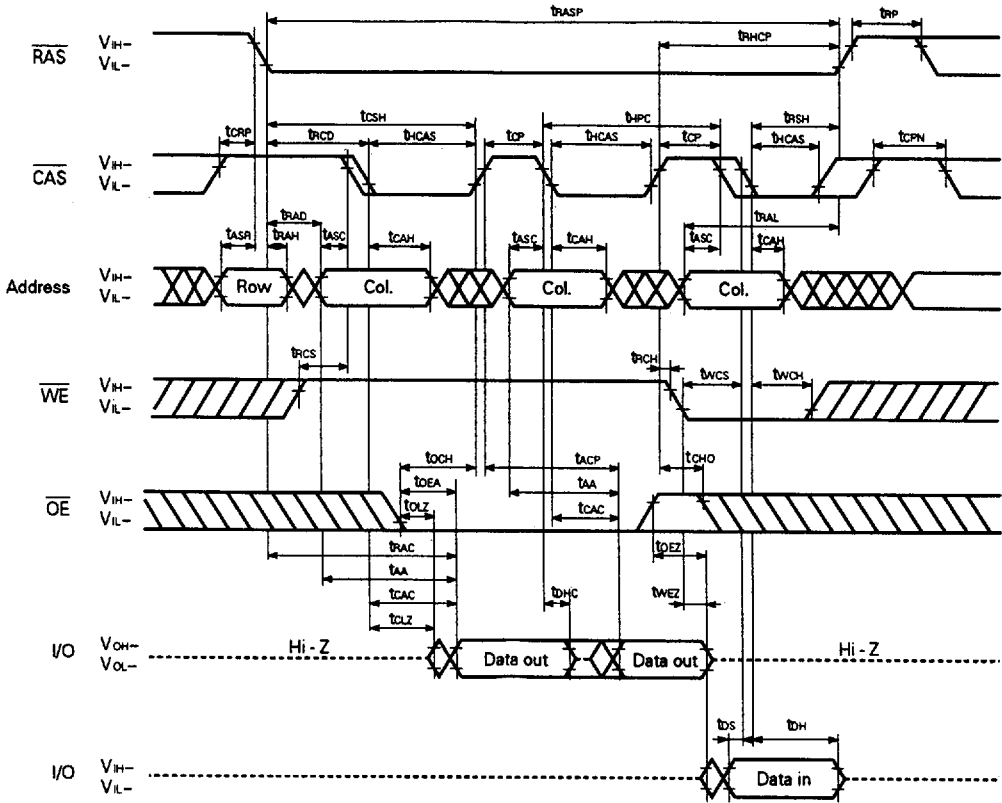 tRASP tRP
RAS VIH– tRHCP
VIL–
tCSH tHPC tRSH
tCRP tRCD tHCAS tCP tHCAS tCP tHCAS tCPN
CAS VIH–
VIL–
tRAD tRAL
tASR tRAH tASC tCAH tASC tCAH tASC tCAH
Address VIH– Row Col. Col. Col.
VIL–
tRCS tRCH tWCS tWCH
WE VIH–
VIL–
tOCH tACP tCHO
tOEA tAA
OE VIH– tOLZ tCAC
VIL–
tRAC tOEZ
tAA
tCAC tDHC tWEZ
tCLZ
I/O VOH– Hi - Z Data out Data out Hi - Z
VOL–
tDS tDH
I/O VIH– Data in
VIL–